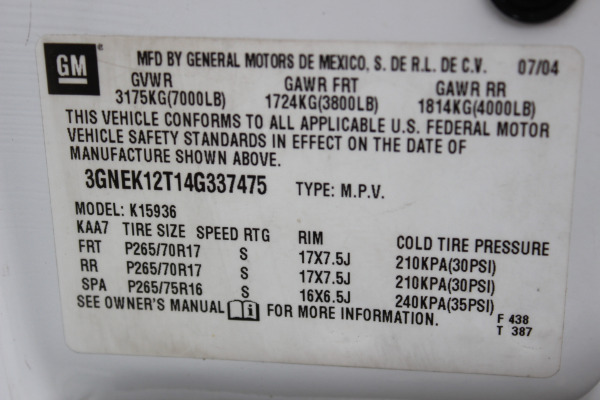 GM MFD BY GENERAL MOTORS DE MEXICO, S. DE R.L. DE C.V. 07/04
GVWR GAWR FRT GAWR RR
3175KG(7000LB) 1724KG(3800LB) 1814KG(4000LB)
THIS VEHICLE CONFORMS TO ALL APPLICABLE U.S. FEDERAL MOTOR
VEHICLE SAFETY STANDARDS IN EFFECT ON THE DATE OF
MANUFACTURE SHOWN ABOVE.
3GNEK12T14G337475 TYPE: M.P.V.
MODEL: K15936
KAA7 TIRE SIZE SPEED RTG RIM COLD TIRE PRESSURE
FRT P265/70R17 S 17X7.5J 210KPA(30PSI)
RR P265/70R17 S 17X7.5J 210KPA(30PSI)
SPA P265/75R16 S 16X6.5J 240KPA(35PSI)
SEE OWNER'S MANUAL i FOR MORE INFORMATION. F 438
T 387